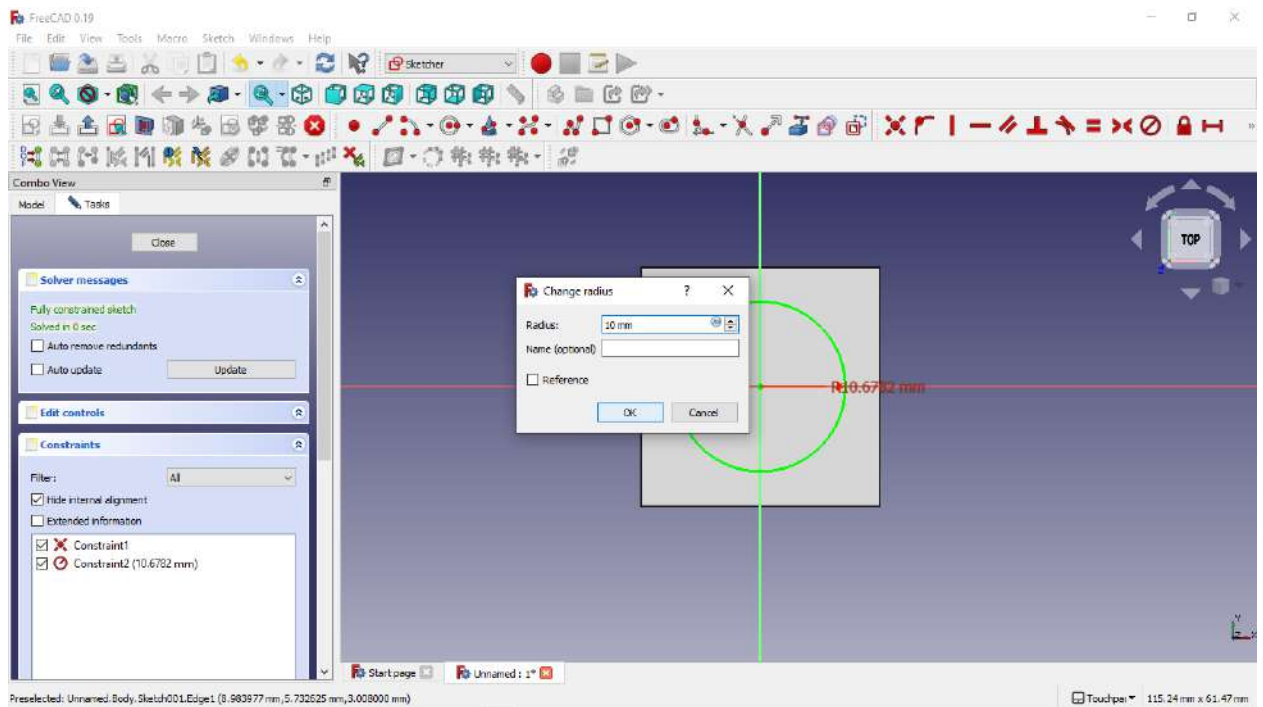 FreeCAD 0.19
File Edit View Tools Macro Sketch Windows Help
Sketcher
Combo View
Model Tasks
Close
Solver messages
Fully constrained sketch
Solved in 0 sec
Auto remove redundants
Auto update Update
Edit controls
Constraints
Filter: All
Hide internal alignment
Extended information
Constraint1
Constraint2 (10.6782 mm)
Change radius ? X
Radius: 10 mm
Name (optional)
Reference
OK Cancel
R10.6782 mm
TOP
Y
X
Start page Unnamed : 1*
Preselected: Unnamed.Body.Sketch001.Edge1 (8.983977 mm,5.732625 mm,3.008000 mm) Touchpad 115.24 mm x 61.47 mm